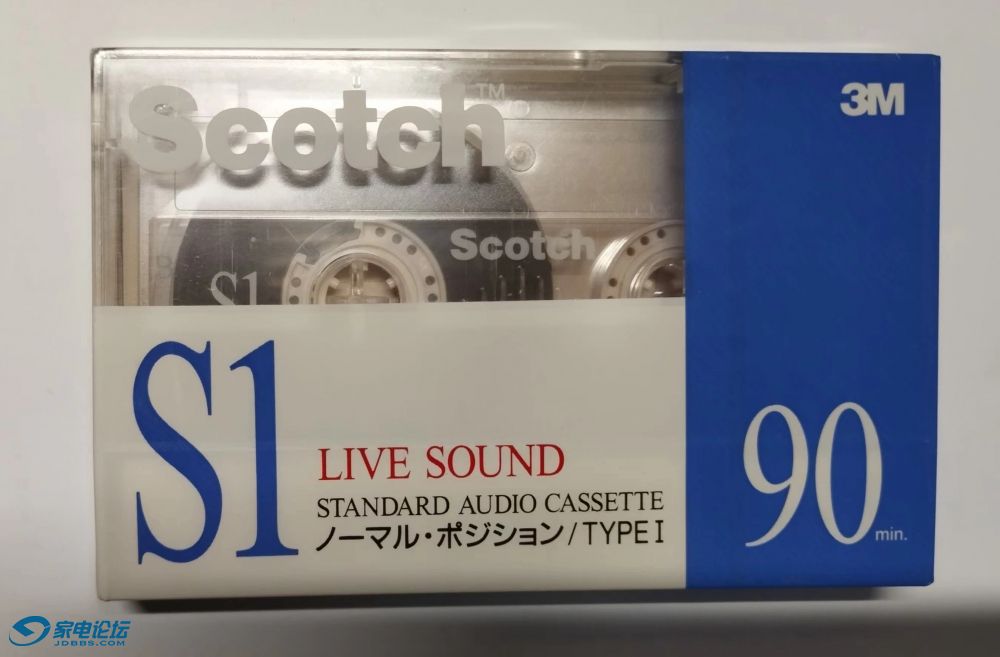 Scotch™
3M
Scotch
S1
S1
LIVE SOUND
STANDARD AUDIO CASSETTE
ノーマル・ポジション/TYPE I
90 min.
家电论坛
JDBBS.COM